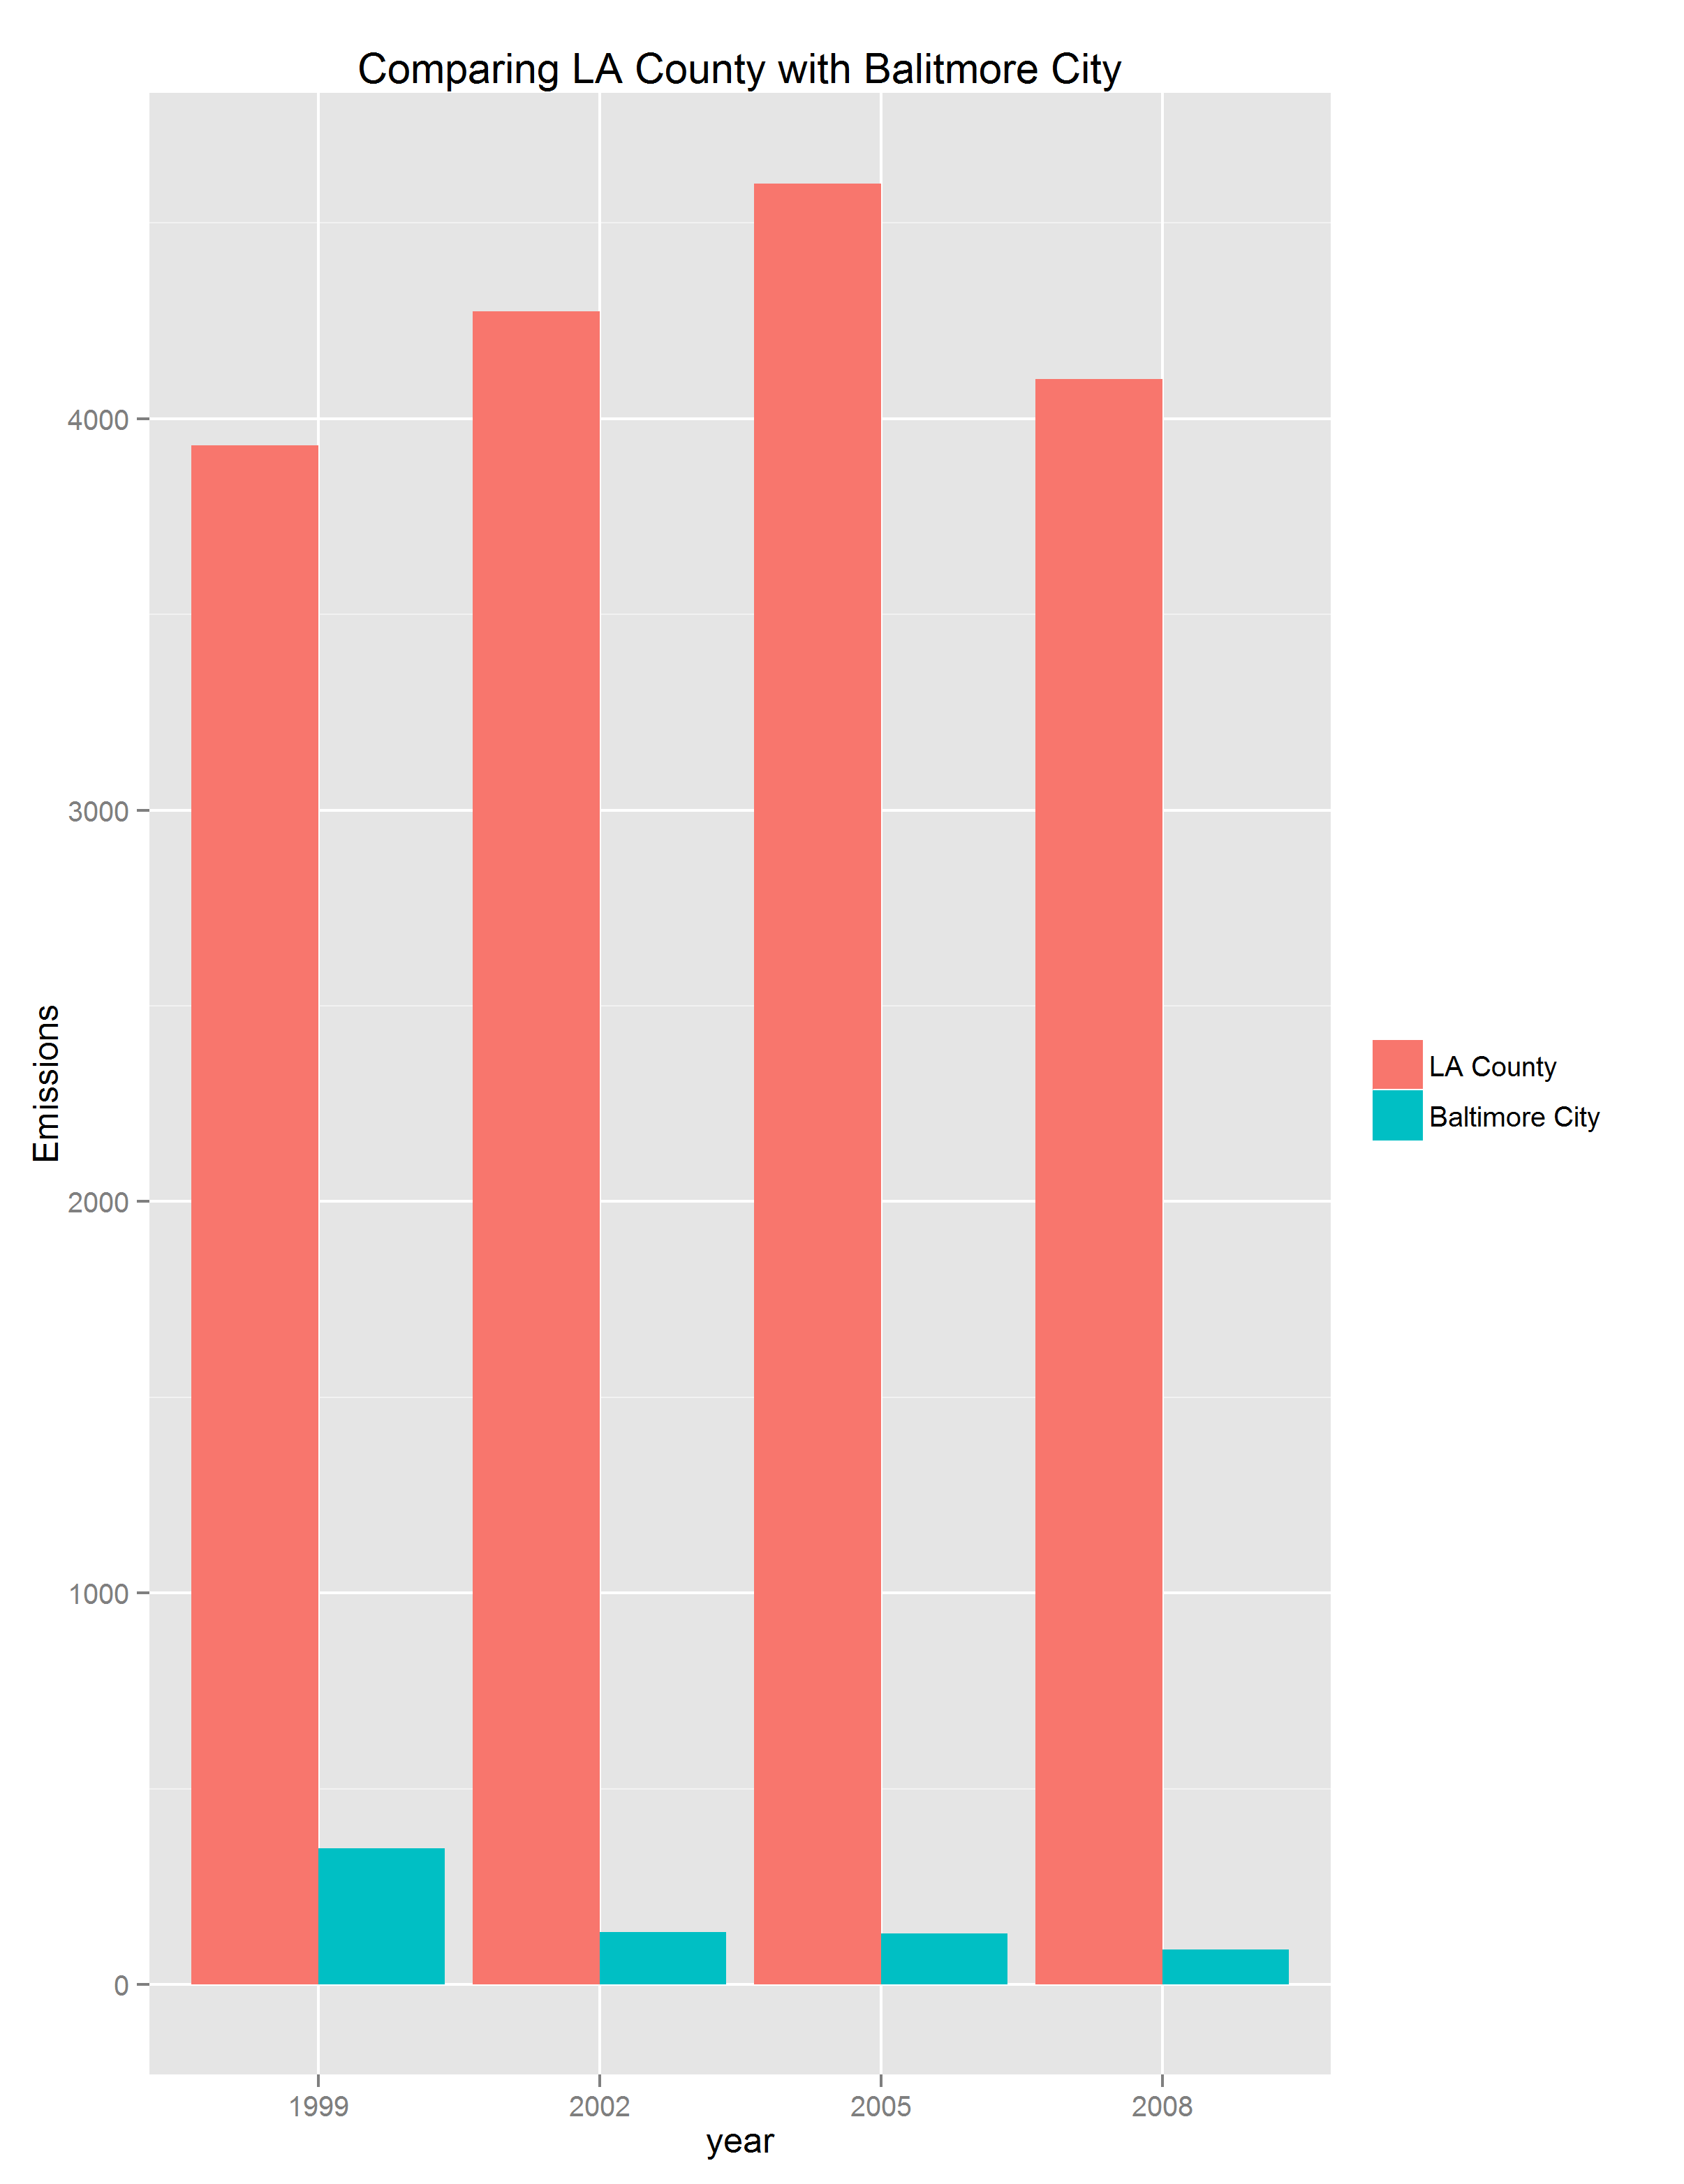 Comparing LA County with Balitmore City
Emissions
4000
3000
2000
1000
0
1999 2002 2005 2008
year
LA County
Baltimore City